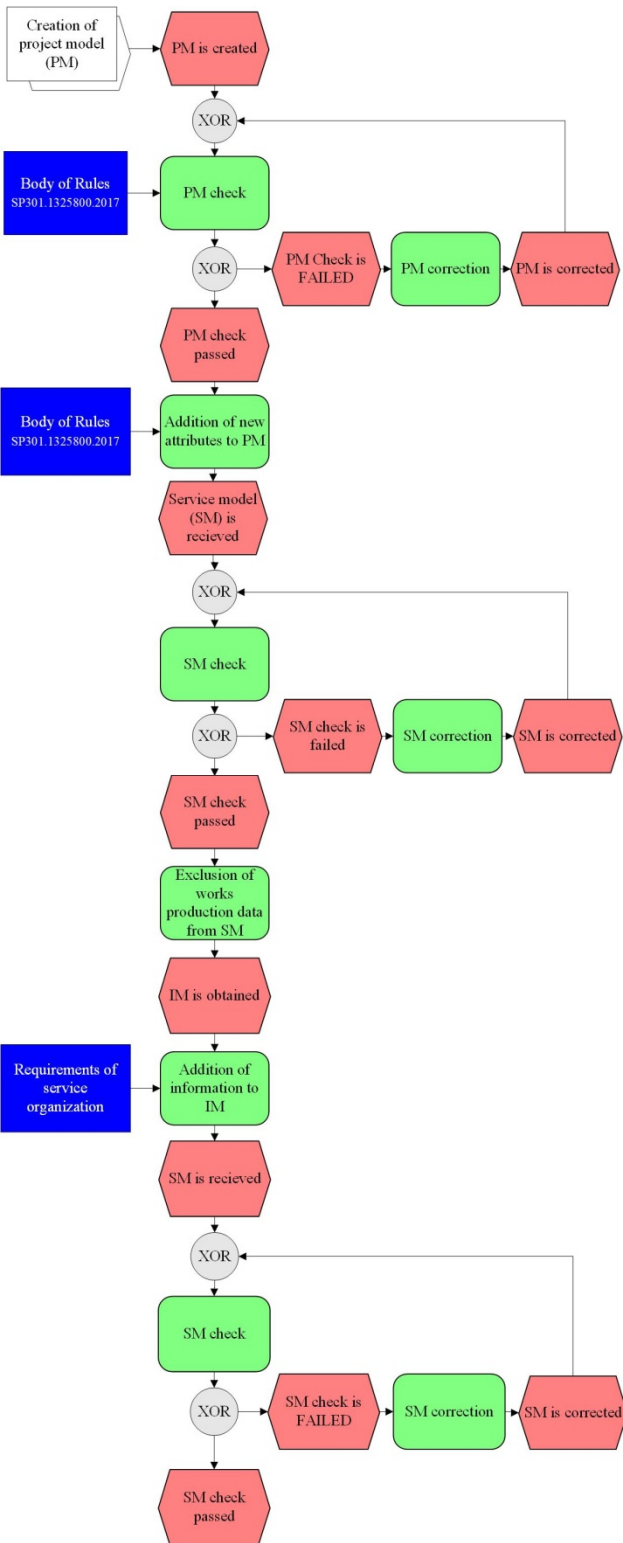 Creation of
project model
(PM)
PM is created
XOR
Body of Rules
SP301.1325800.2017
PM check
XOR
PM Check is
FAILED
PM correction
PM is corrected
PM check
passed
Body of Rules
SP301.1325800.2017
Addition of new
attributes to PM
Service model
(SM) is
recieved
XOR
SM check
XOR
SM check is
failed
SM correction
SM is corrected
SM check
passed
Exclusion of
works
production data
from SM
IM is obtained
Requirements of
service
organization
Addition of
information to
IM
SM is recieved
XOR
SM check
XOR
SM check is
FAILED
SM correction
SM is corrected
SM check
passed